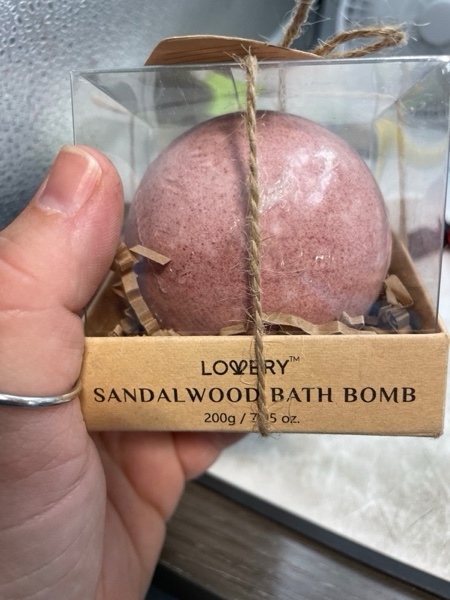 LOVERY™
SANDALWOOD BATH BOMB
200g / oz.